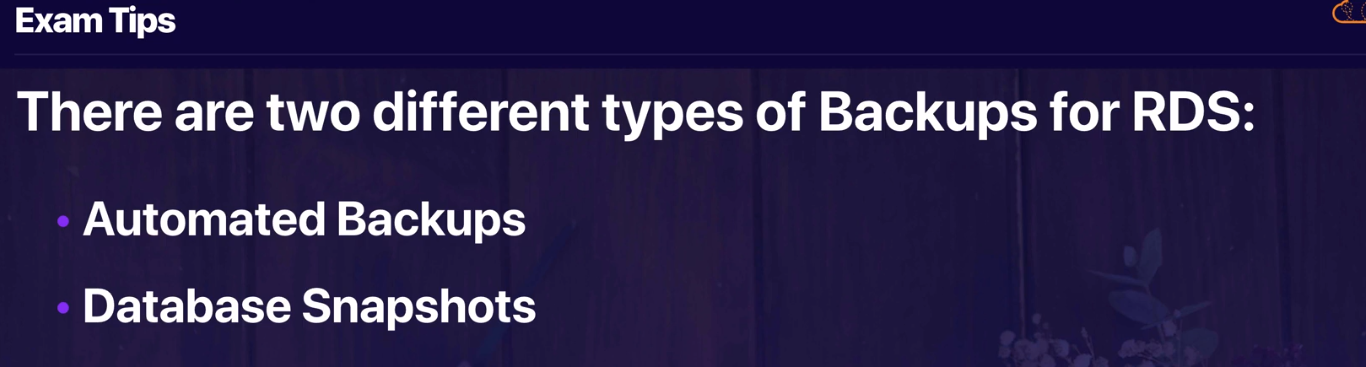 Exam Tips
There are two different types of Backups for RDS:
• Automated Backups
• Database Snapshots